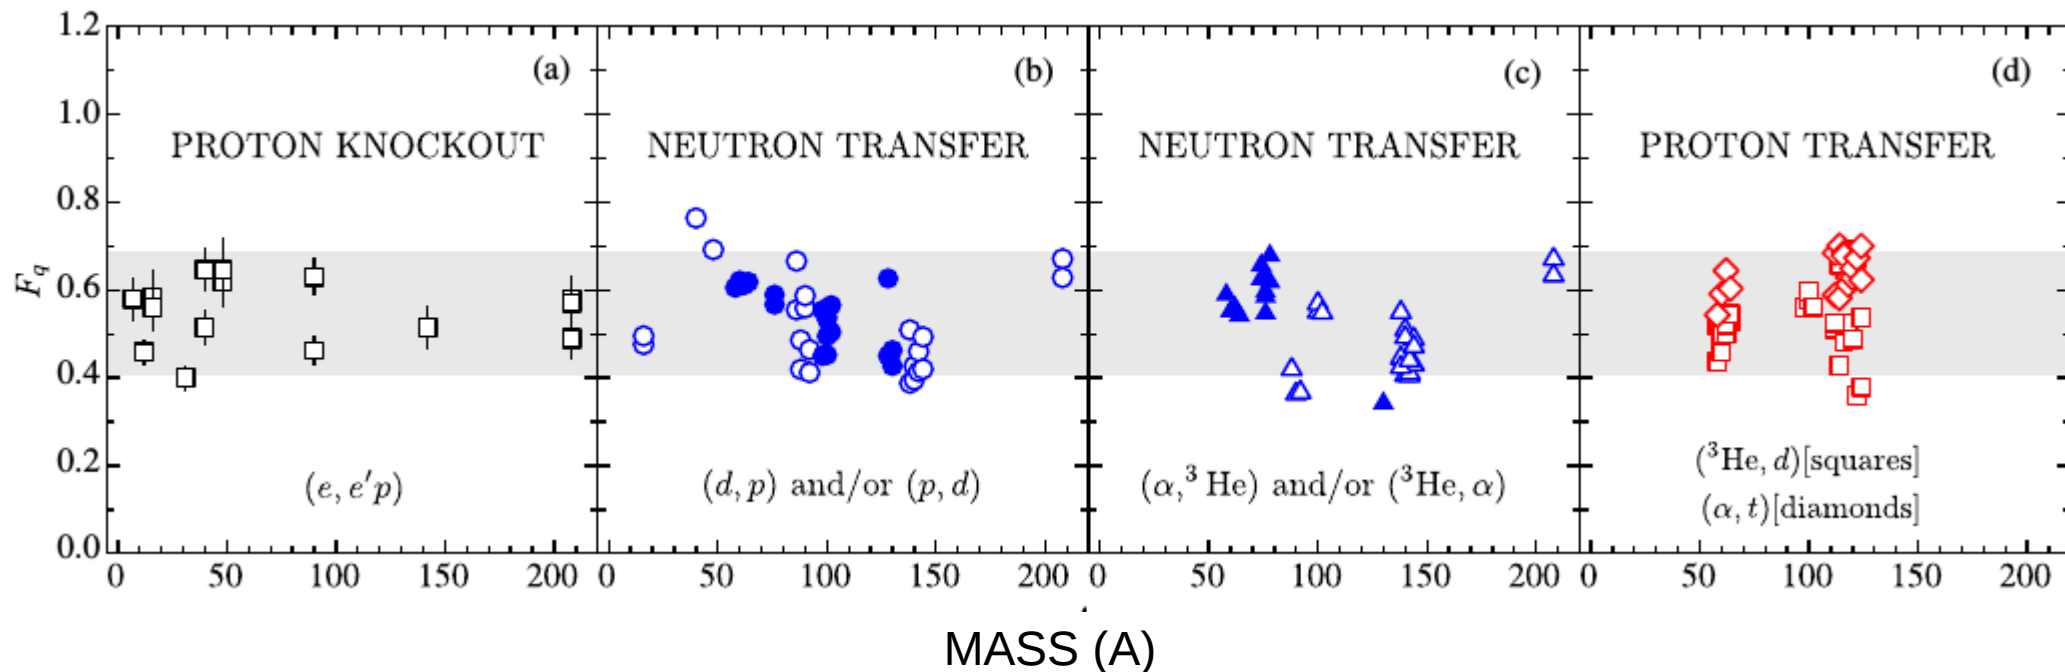 1.2
1.0
0.8
0.6
0.4
0.2
0.0
F_q
(a)
PROTON KNOCKOUT
(e, e′p)
0 50 100 150 200
(b)
NEUTRON TRANSFER
(d, p) and/or (p, d)
0 50 100 150 200
(c)
NEUTRON TRANSFER
(α,³ He) and/or (³He, α)
0 50 100 150 200
(d)
PROTON TRANSFER
(³He, d)[squares]
(α, t)[diamonds]
0 50 100 150 200
MASS (A)